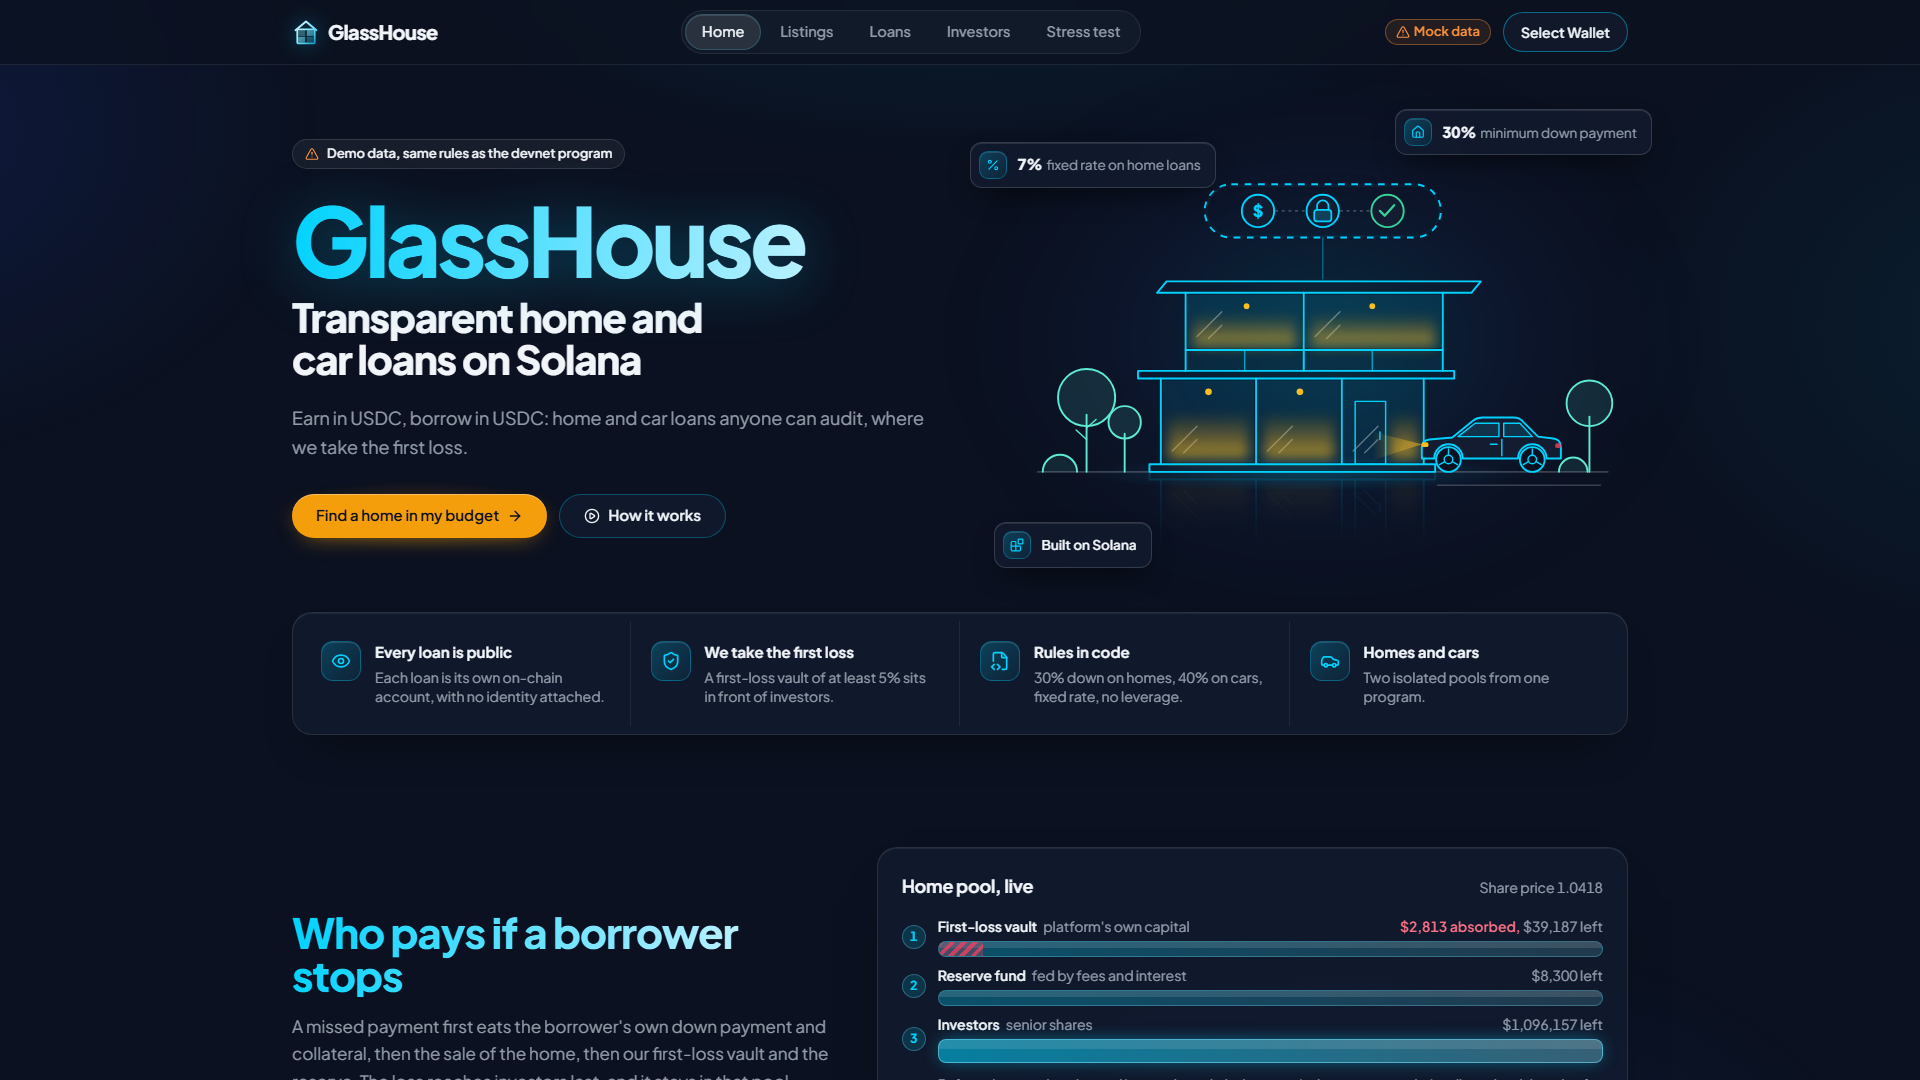 GlassHouse
Home
Listings
Loans
Investors
Stress test
Mock data
Select Wallet
Demo data, same rules as the devnet program
GlassHouse
Transparent home and
car loans on Solana
Earn in USDC, borrow in USDC: home and car loans anyone can audit, where
we take the first loss.
Find a home in my budget
How it works
7% fixed rate on home loans
30% minimum down payment
$
Built on Solana
Every loan is public
Each loan is its own on-chain
account, with no identity attached.
We take the first loss
A first-loss vault of at least 5% sits
in front of investors.
Rules in code
30% down on homes, 40% on cars,
fixed rate, no leverage.
Homes and cars
Two isolated pools from one
program.
Who pays if a borrower
stops
A missed payment first eats the borrower's own down payment and
collateral, then the sale of the home, then our first-loss vault and the
Home pool, live
Share price 1.0418
1
First-loss vault platform's own capital
$2,813 absorbed, $39,187 left
2
Reserve fund fed by fees and interest
$8,300 left
3
Investors senior shares
$1,096,157 left